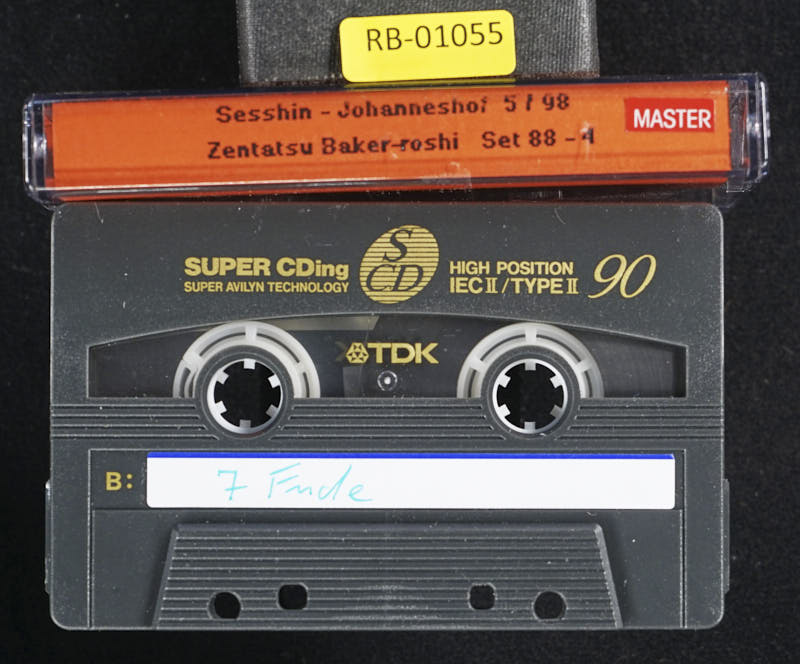 RB-01055
Sesshin - Johanneshof 5/98
MASTER
Zentatsu Baker-roshi Set 88 - 4
SUPER CDing
SUPER AVILYN TECHNOLOGY
S
CD
HIGH POSITION
IEC II / TYPE II
90
TDK
B:
7 Ende